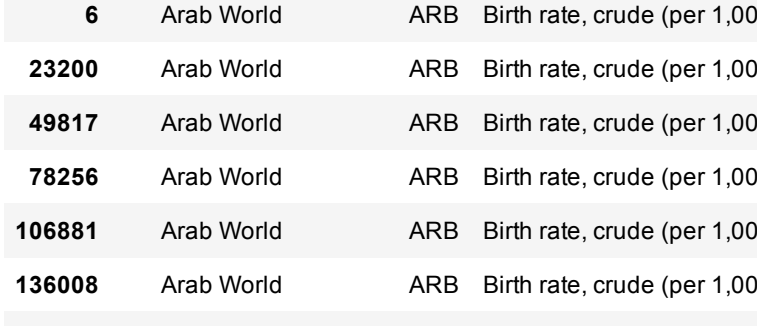 6 Arab World ARB Birth rate, crude (per 1,00
23200 Arab World ARB Birth rate, crude (per 1,00
49817 Arab World ARB Birth rate, crude (per 1,00
78256 Arab World ARB Birth rate, crude (per 1,00
106881 Arab World ARB Birth rate, crude (per 1,00
136008 Arab World ARB Birth rate, crude (per 1,00